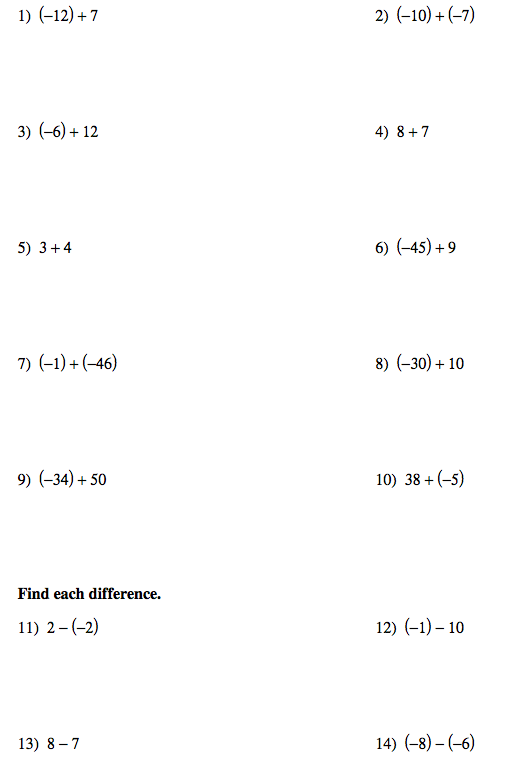 1) (–12) + 7
2) (–10) + (–7)
3) (–6) + 12
4) 8 + 7
5) 3 + 4
6) (–45) + 9
7) (–1) + (–46)
8) (–30) + 10
9) (–34) + 50
10) 38 + (–5)
Find each difference.
11) 2 – (–2)
12) (–1) – 10
13) 8 – 7
14) (–8) – (–6)